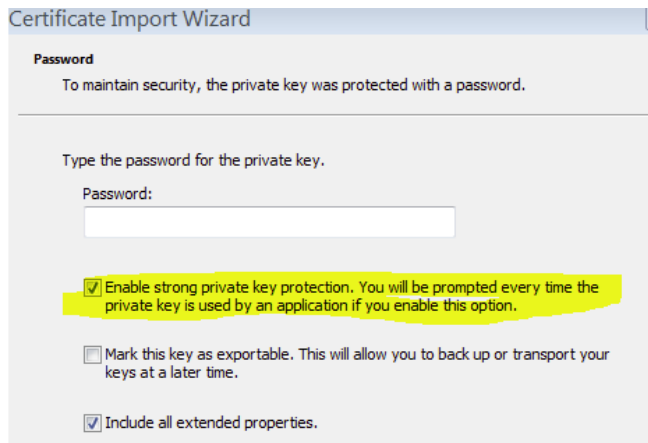 Certificate Import Wizard
Password
To maintain security, the private key was protected with a password.
Type the password for the private key.
Password:
Enable strong private key protection. You will be prompted every time the
private key is used by an application if you enable this option.
Mark this key as exportable. This will allow you to back up or transport your
keys at a later time.
Include all extended properties.